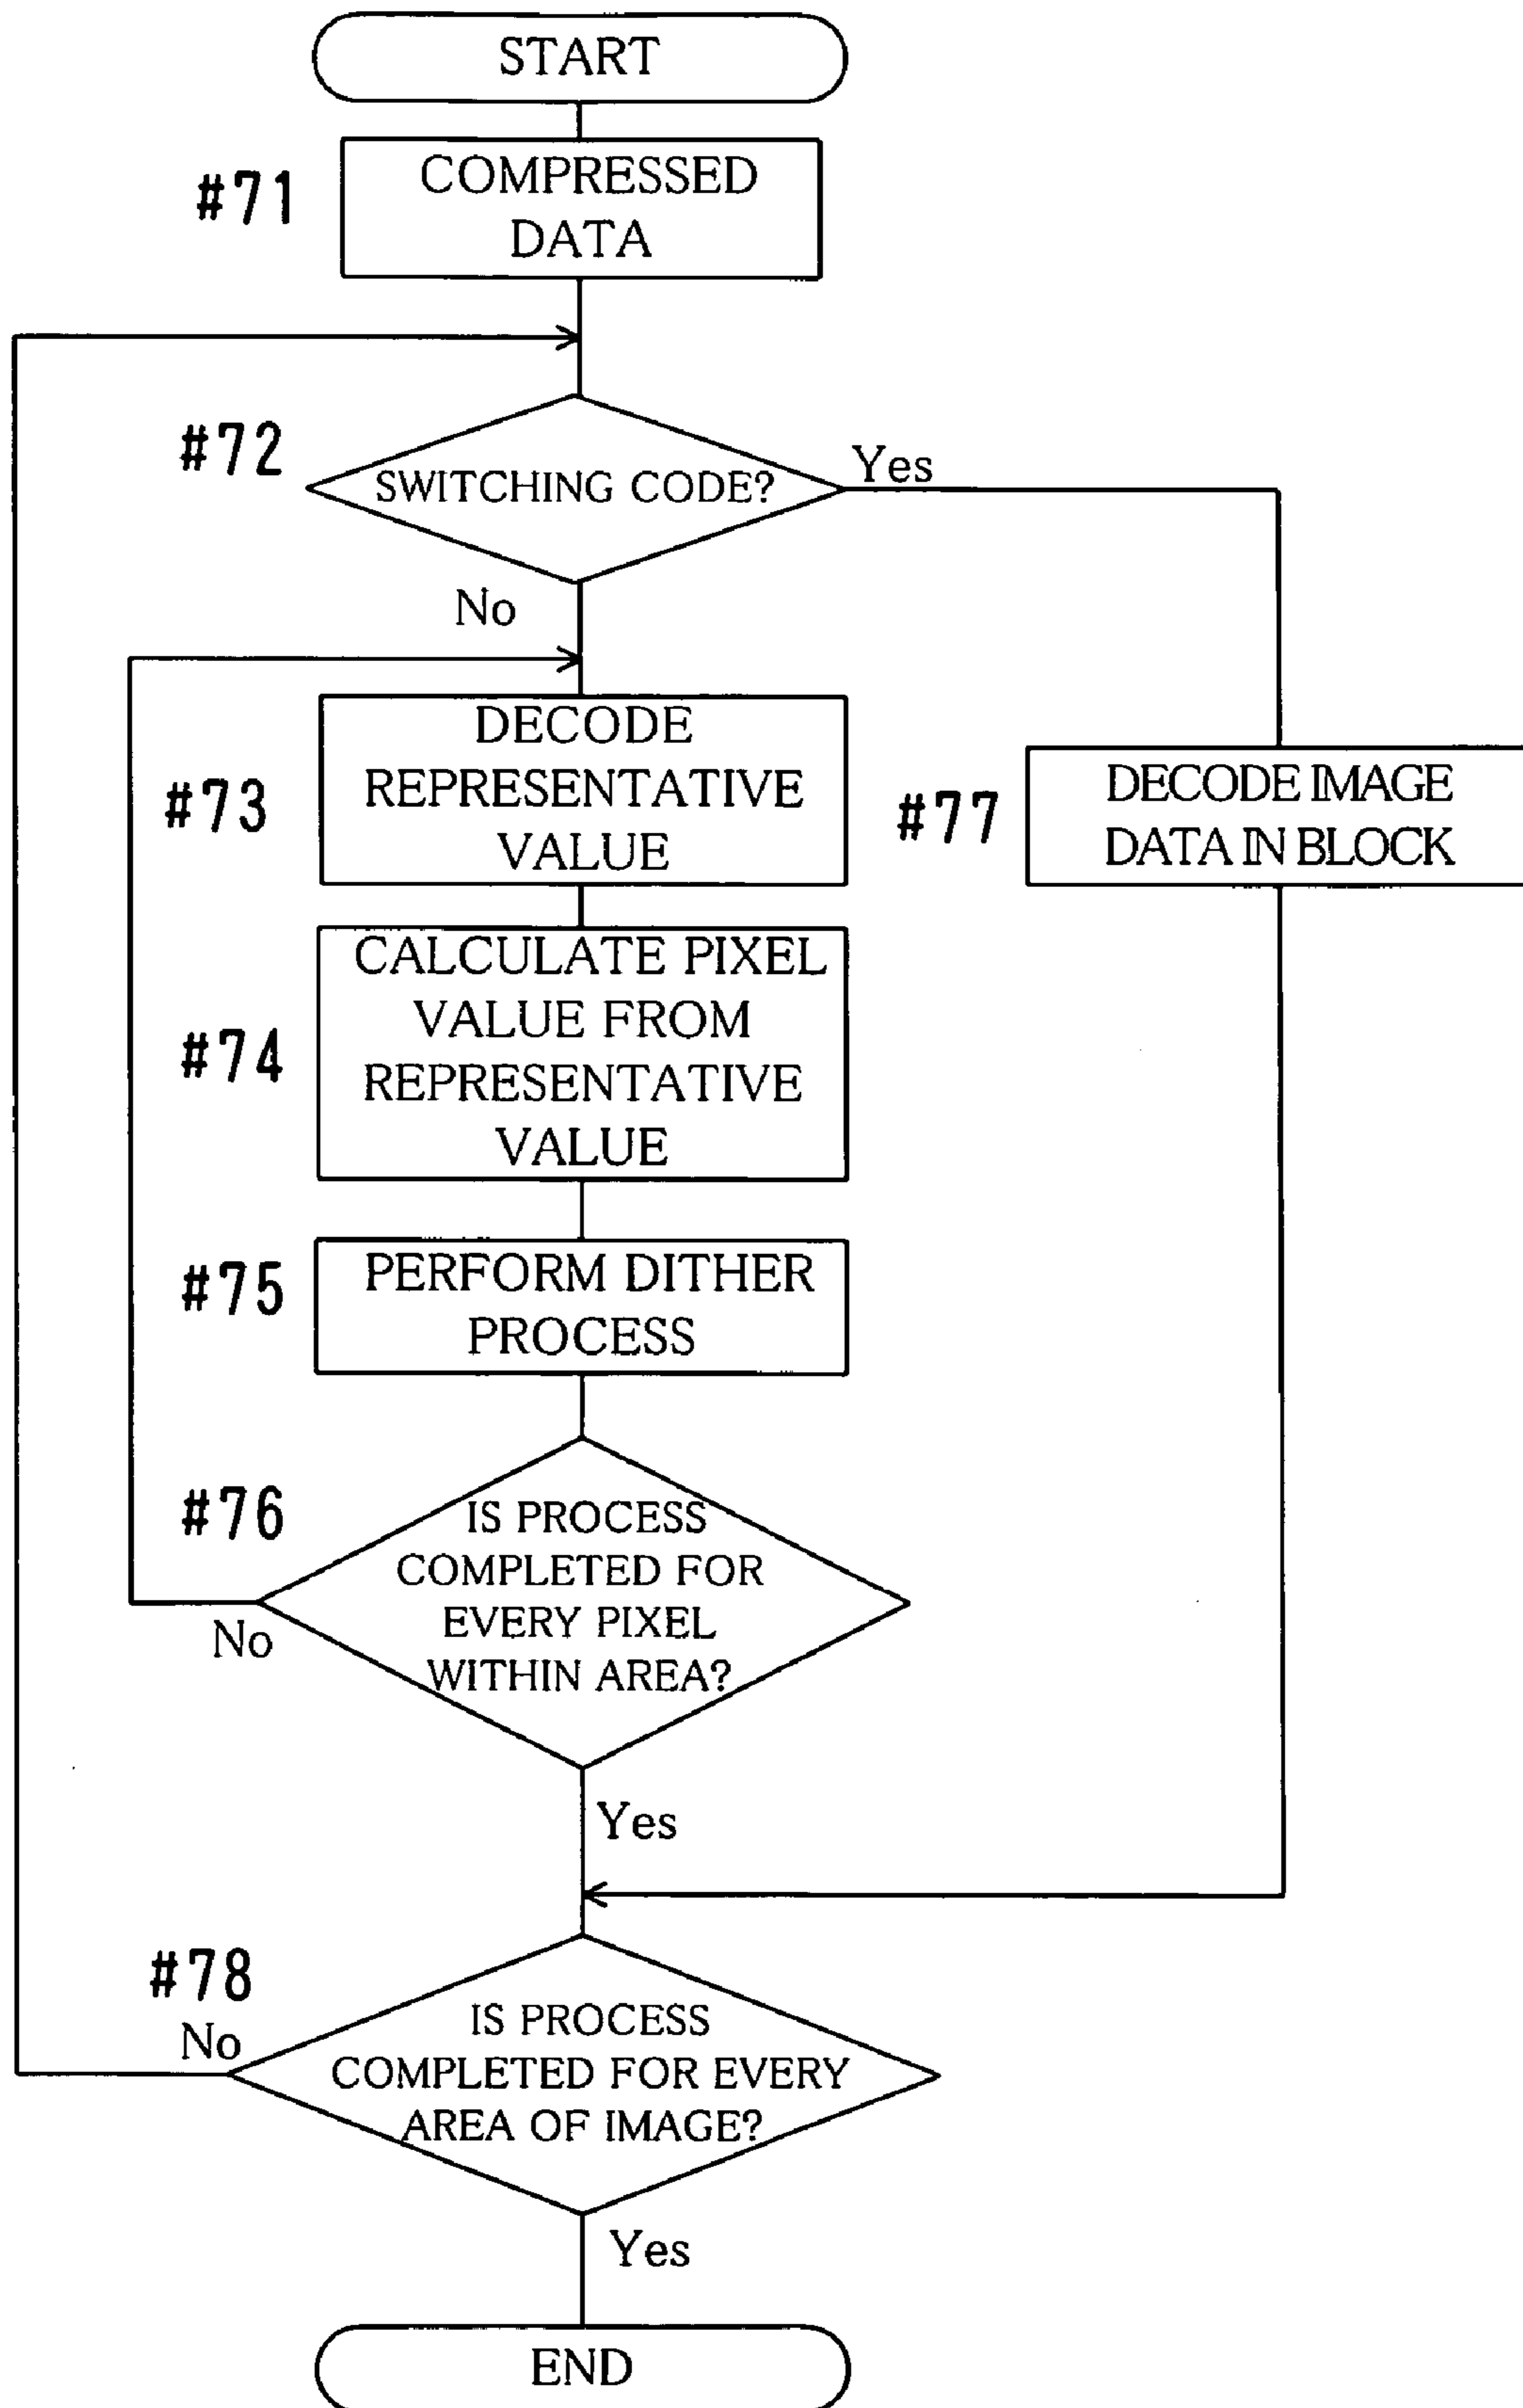 START
#71
COMPRESSED
DATA
#72
SWITCHING CODE?
Yes
No
#73
DECODE
REPRESENTATIVE
VALUE
#77
DECODE IMAGE
DATA IN BLOCK
#74
CALCULATE PIXEL
VALUE FROM
REPRESENTATIVE
VALUE
#75
PERFORM DITHER
PROCESS
#76
IS PROCESS
COMPLETED FOR
EVERY PIXEL
WITHIN AREA?
No
Yes
#78
No
IS PROCESS
COMPLETED FOR EVERY
AREA OF IMAGE?
Yes
END